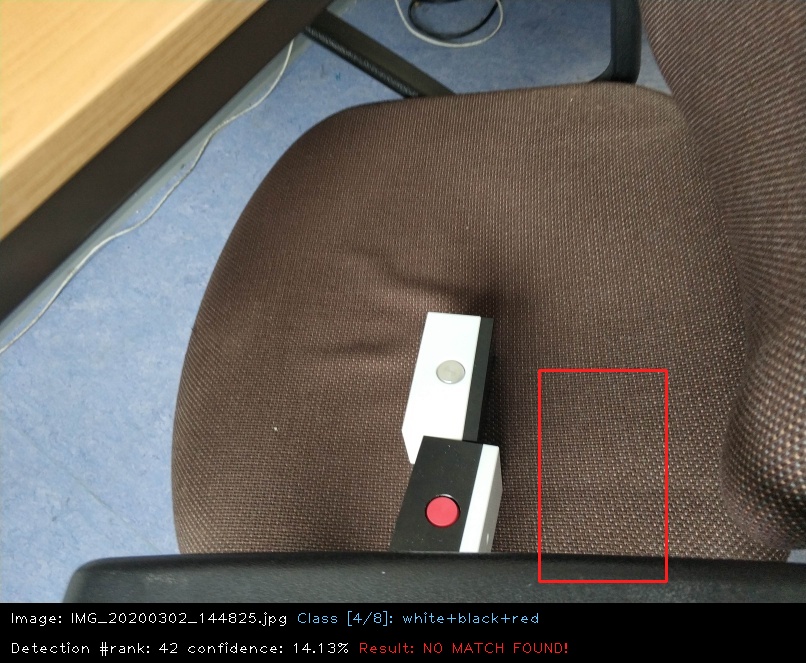 Image: IMG_20200302_144825.jpg Class [4/8]: white+black+red
Detection #rank: 42 confidence: 14.13% Result: NO MATCH FOUND!